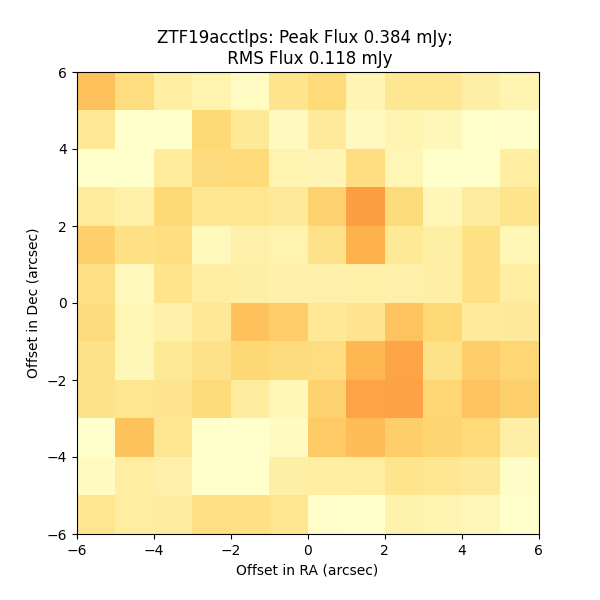 ZTF19acctlps: Peak Flux 0.384 mJy;
RMS Flux 0.118 mJy
6
4
2
0
−2
−4
−6
Offset in Dec (arcsec)
−6 −4 −2 0 2 4 6
Offset in RA (arcsec)